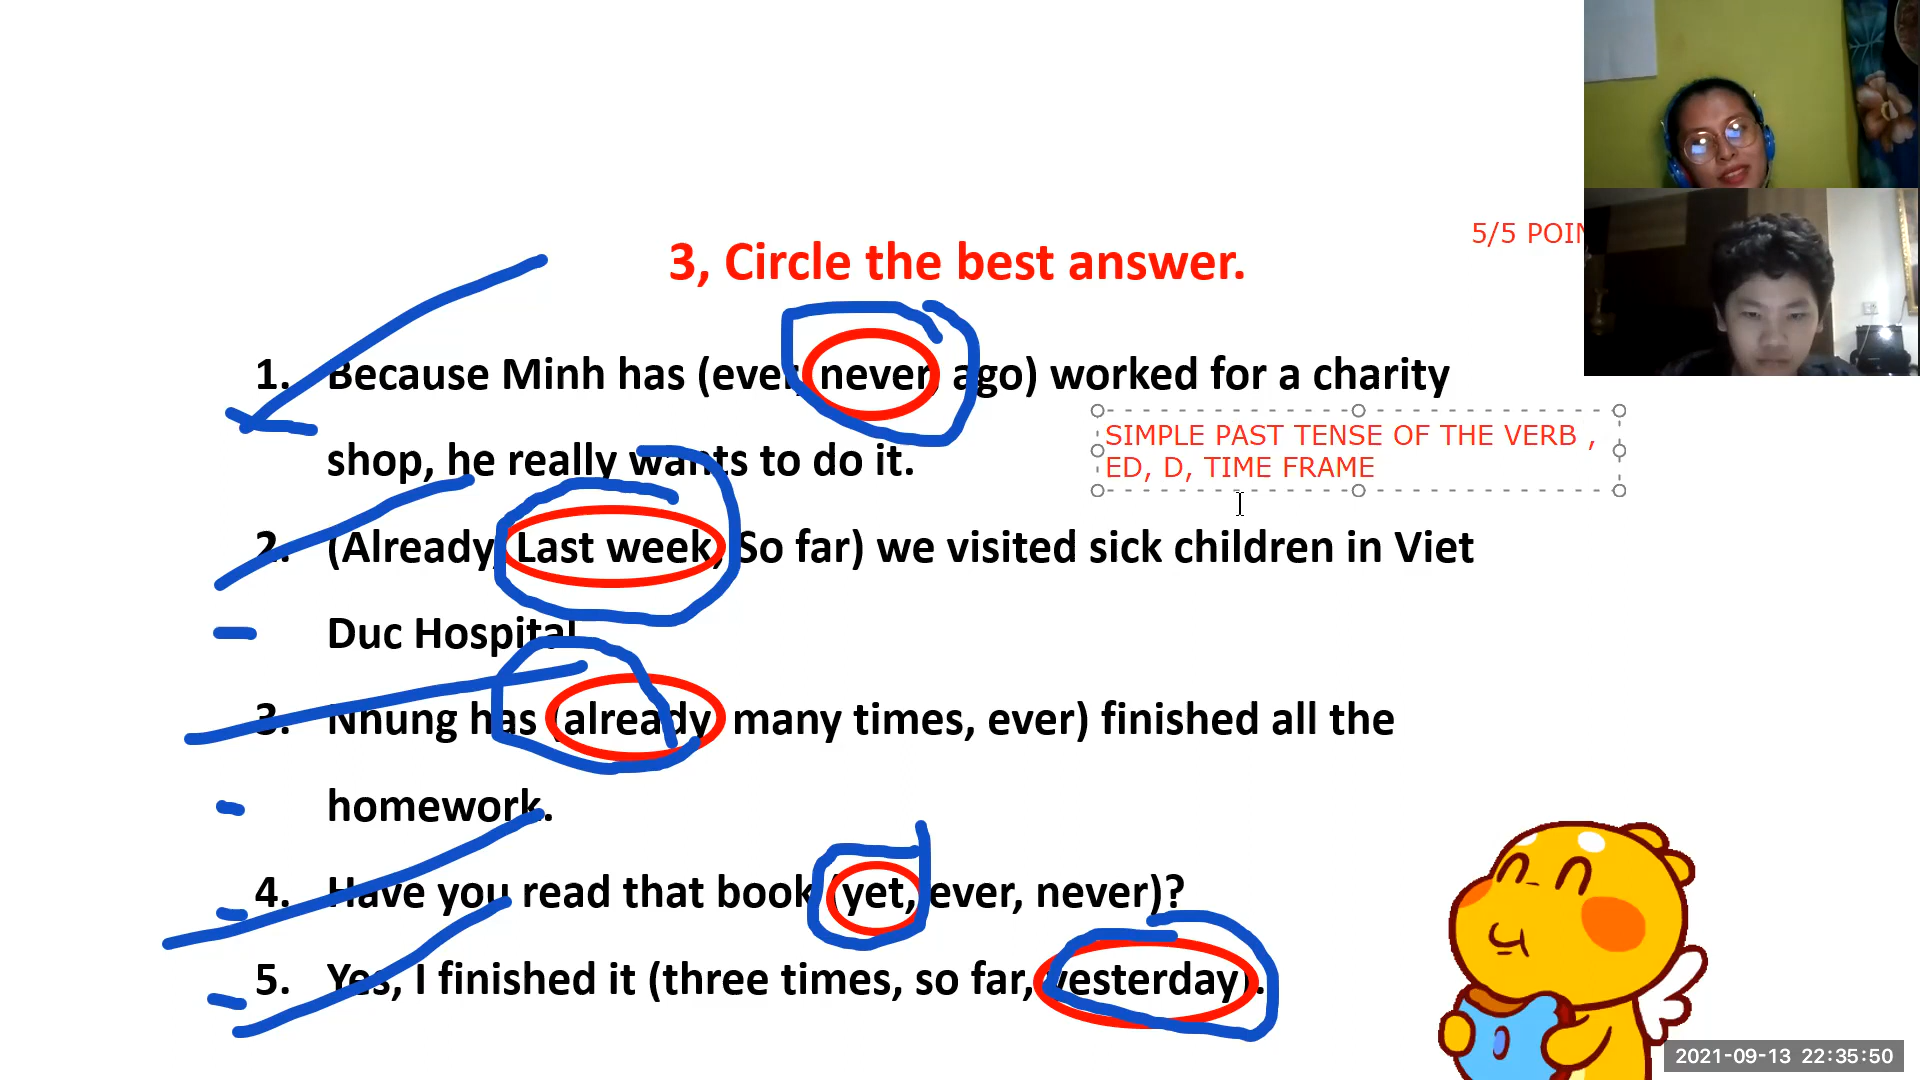 5/5 POIN
3, Circle the best answer.
1. Because Minh has (ever, never, ago) worked for a charity
shop, he really wants to do it.
SIMPLE PAST TENSE OF THE VERB ,
ED, D, TIME FRAME
2. (Already, Last week, So far) we visited sick children in Viet
Duc Hospital.
3. Nhung has (already, many times, ever) finished all the
homework.
4. Have you read that book (yet, ever, never)?
5. Yes, I finished it (three times, so far, yesterday).
2021-09-13 22:35:50